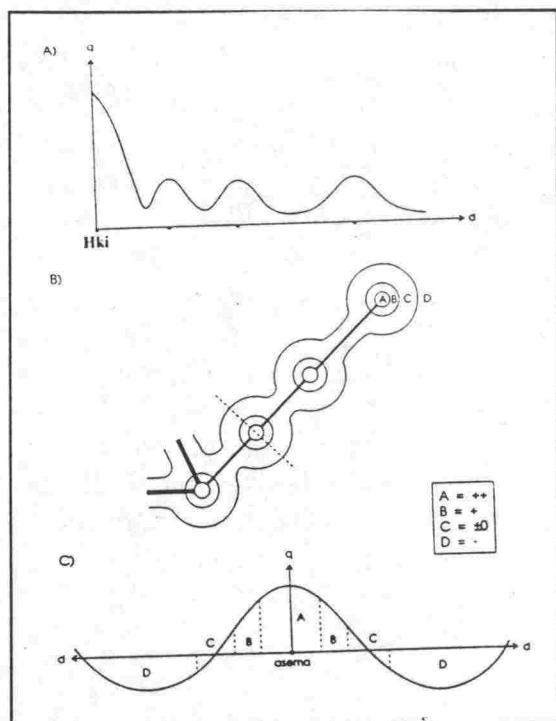 A) q
d
Hki
B)
A B C D
A = ++
B = +
C = ±0
D = -
C) q
A
C B B C
d D asema D d